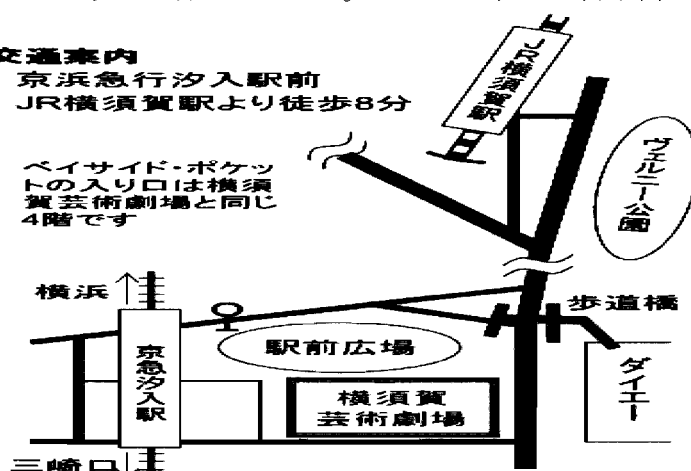 交通案内
京浜急行汐入駅前
JR横須賀駅より徒歩8分
ベイサイド・ポケッ
トの入り口は横須
賀芸術劇場と同じ
4階です
JR横須賀駅
ヴェルニー公園
横浜
歩道橋
駅前広場
京急汐入駅
横須賀
芸術劇場
ダイエー
三崎口